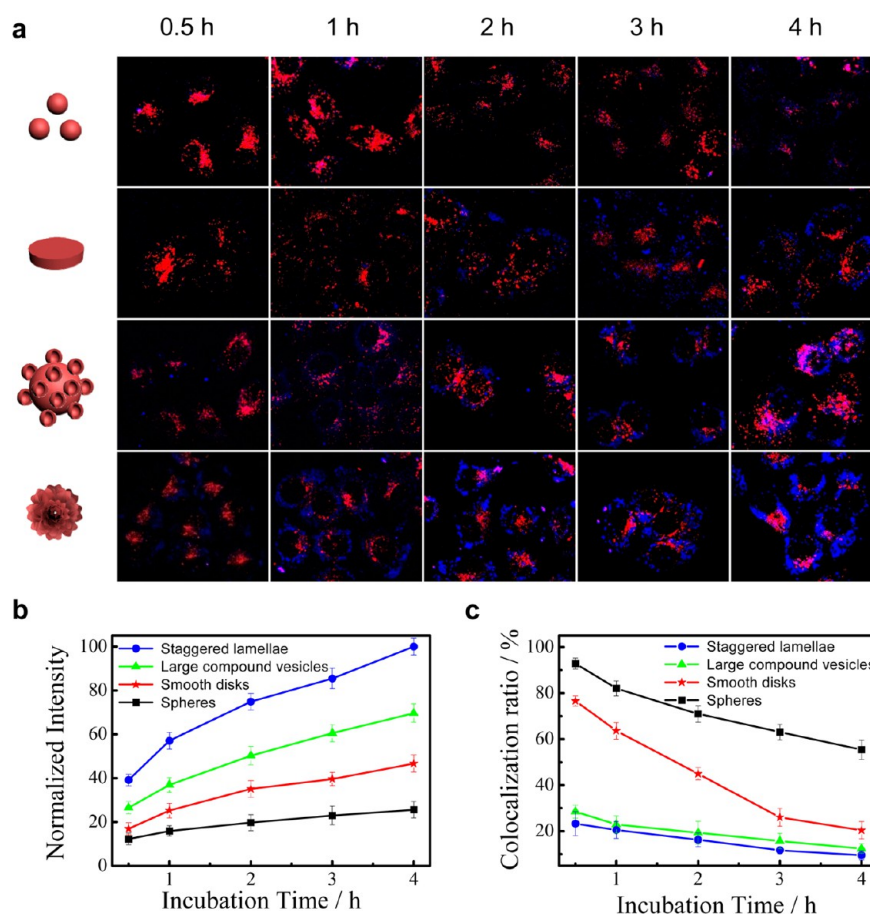 a
0.5 h 1 h 2 h 3 h 4 h
b
Normalized Intensity
100
80
60
40
20
0
Staggered lamellae
Large compound vesicles
Smooth disks
Spheres
1 2 3 4
Incubation Time / h
c
Colocalization ratio / %
100
80
60
40
20
Staggered lamellae
Large compound vesicles
Smooth disks
Spheres
1 2 3 4
Incubation Time / h